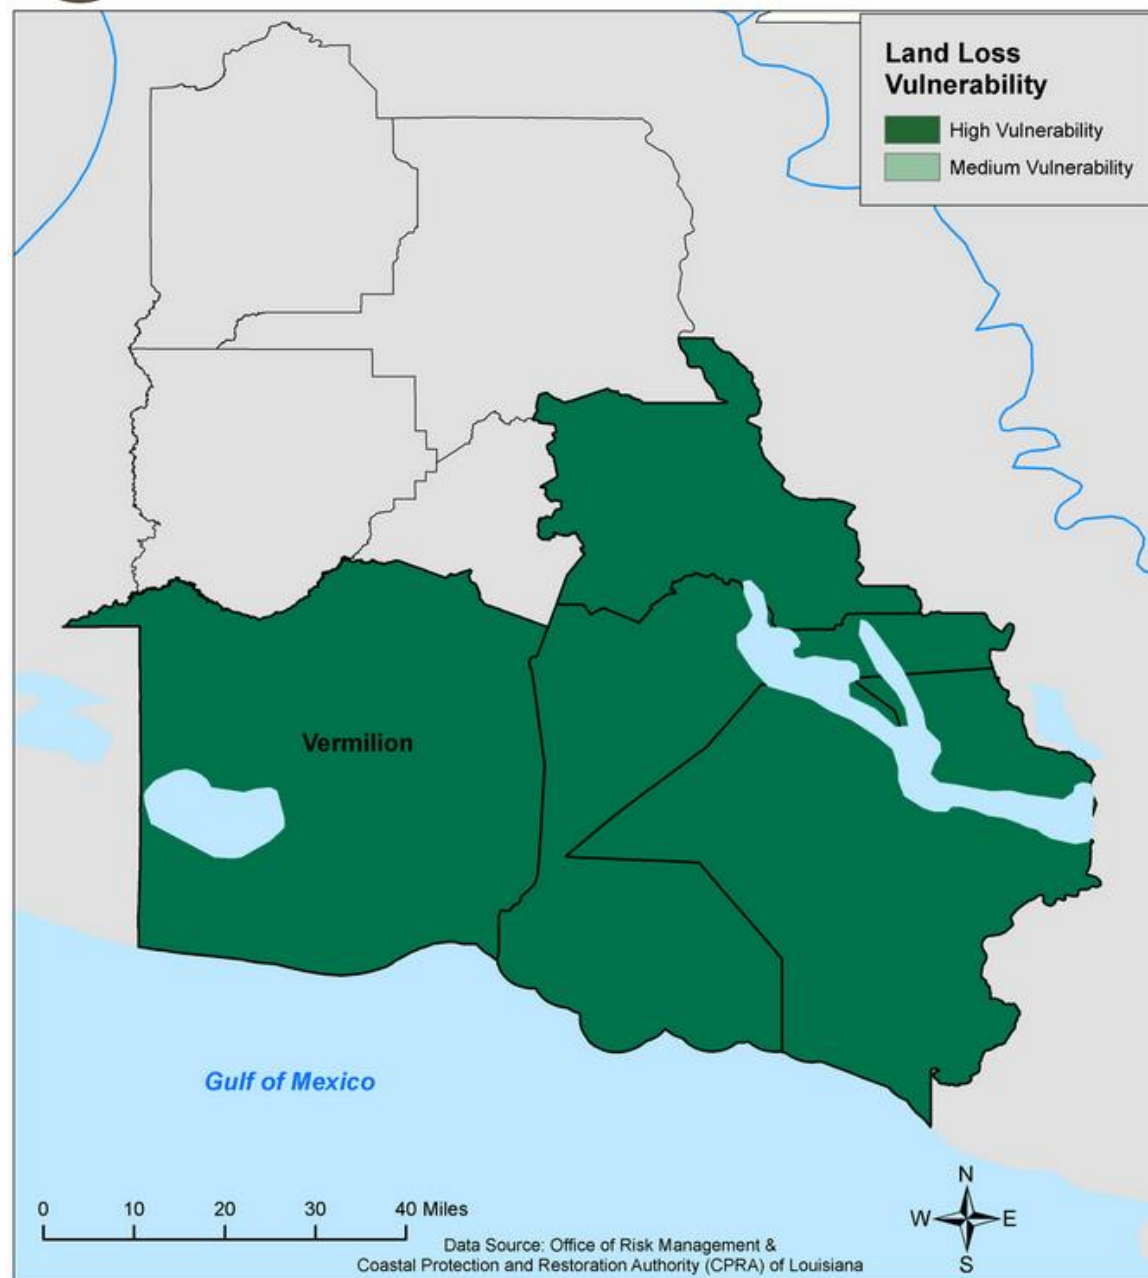 Land Loss
Vulnerability
High Vulnerability
Medium Vulnerability
Vermilion
Gulf of Mexico
0 10 20 30 40 Miles
N
W E
S
Data Source: Office of Risk Management &
Coastal Protection and Restoration Authority (CPRA) of Louisiana